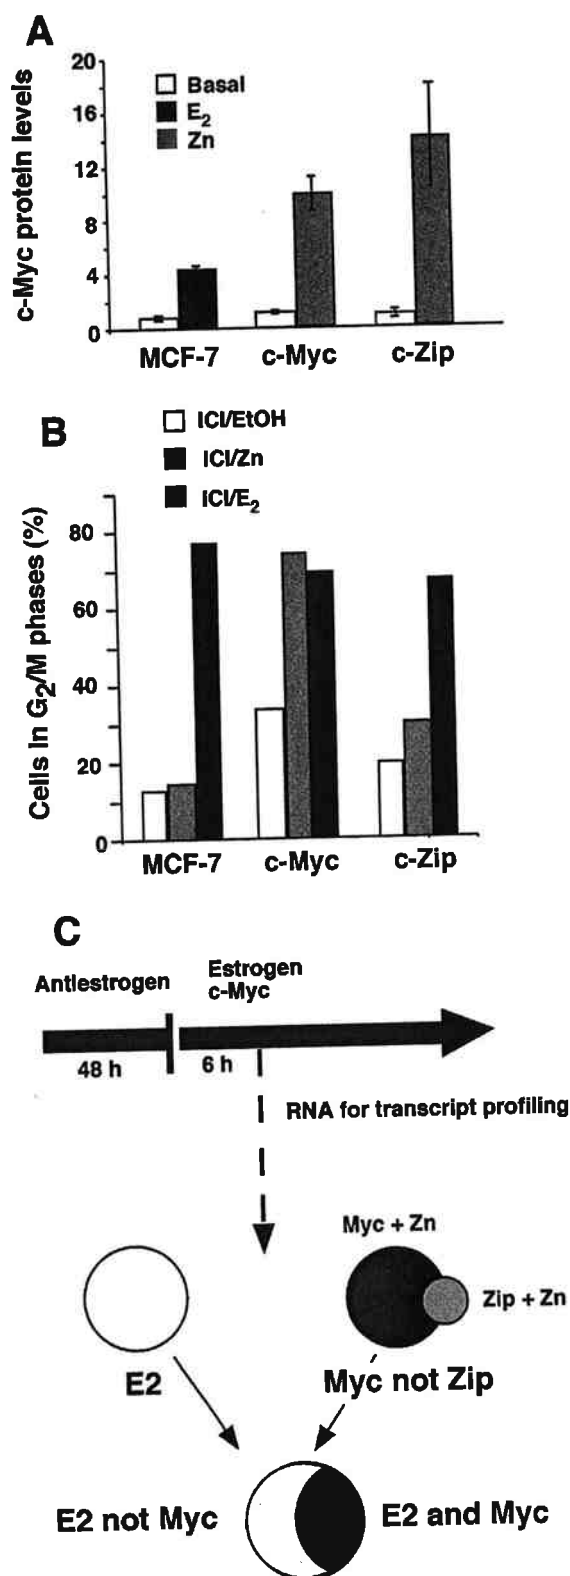 A
c-Myc protein levels
20
16
12
8
4
0
Basal
E2
Zn
MCF-7
c-Myc
c-Zip
B
ICI/EtOH
ICI/Zn
ICI/E2
Cells In G2/M phases (%)
80
60
40
20
0
MCF-7
c-Myc
c-Zip
C
Antiestrogen
Estrogen
c-Myc
48 h
6 h
RNA for transcript profiling
Myc + Zn
Zip + Zn
E2
Myc not Zip
E2 not Myc
E2 and Myc